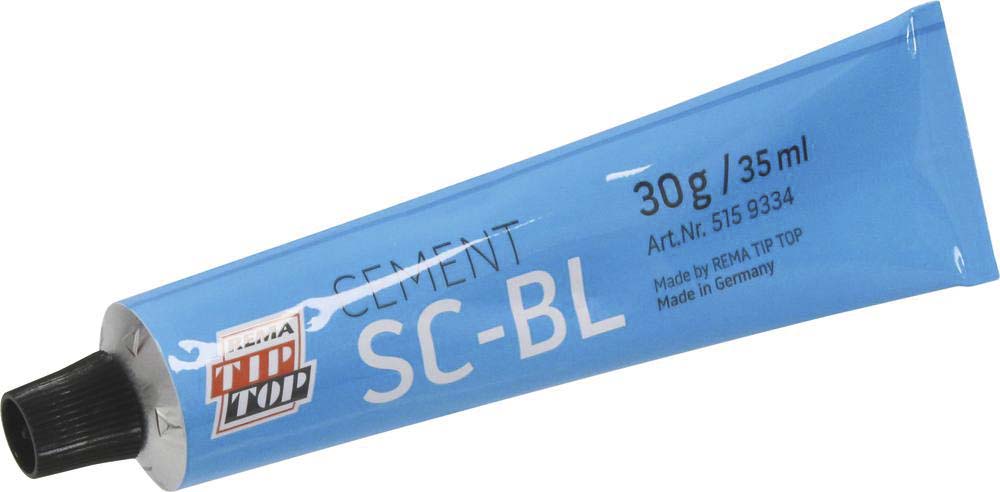 REMA
TIP
TOP
CEMENT
SC-BL
30g / 35 ml
Art.Nr. 515 9334
Made by REMA TIP TOP
Made in Germany